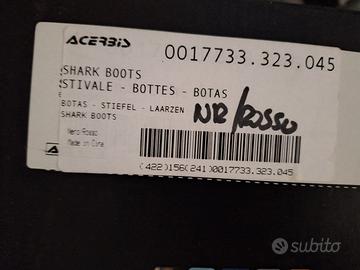 ACERBIS
0017733.323.045
SHARK BOOTS
STIVALE - BOTTES - BOTAS
BOTAS - STIEFEL - LAARZEN
SHARK BOOTS
NR/ROSSO
Nero Rosso
Made in Cina
(422)156(241)0017733.323.045
subito